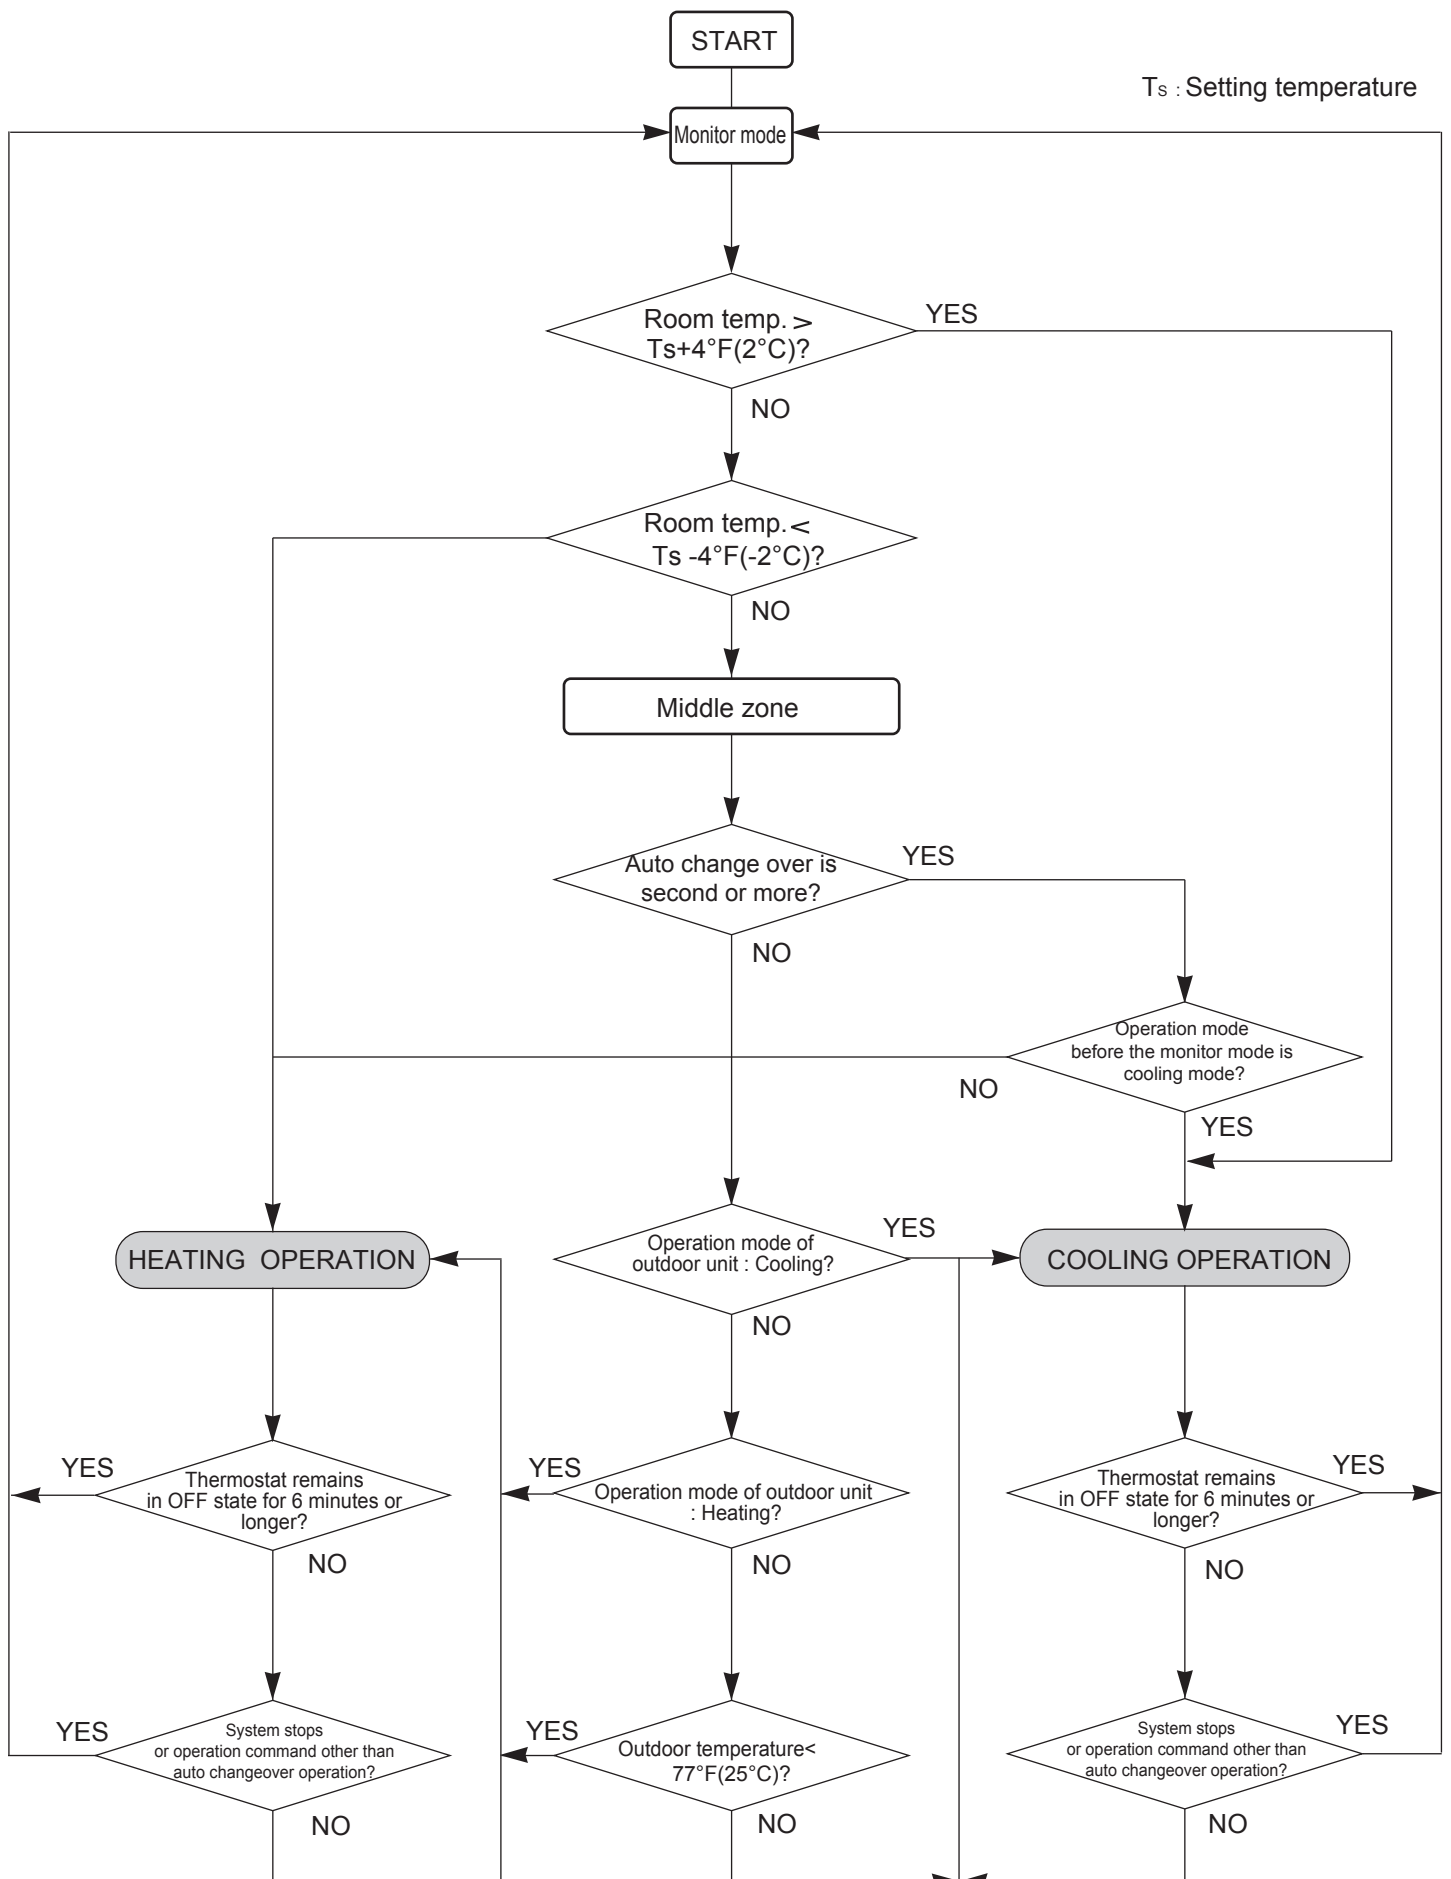 START
Ts : Setting temperature
Monitor mode
Room temp. >
Ts+4°F(2°C)?
YES
NO
Room temp. <
Ts -4°F(-2°C)?
NO
Middle zone
Auto change over is
second or more?
YES
NO
Operation mode
before the monitor mode is
cooling mode?
NO
YES
HEATING OPERATION
Operation mode of
outdoor unit : Cooling?
YES
COOLING OPERATION
NO
YES
Thermostat remains
in OFF state for 6 minutes or
longer?
NO
YES
Operation mode of outdoor unit
: Heating?
NO
Thermostat remains
in OFF state for 6 minutes or
longer?
YES
NO
YES
System stops
or operation command other than
auto changeover operation?
NO
YES
Outdoor temperature<
77°F(25°C)?
NO
System stops
or operation command other than
auto changeover operation?
YES
NO